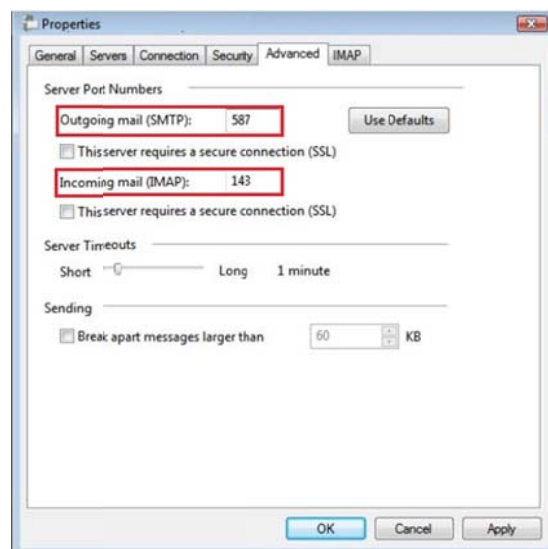 Properties
General Servers Connection Security Advanced IMAP
Server Port Numbers
Outgoing mail (SMTP): 587 Use Defaults
This server requires a secure connection (SSL)
Incoming mail (IMAP): 143
This server requires a secure connection (SSL)
Server Timeouts
Short Long 1 minute
Sending
Break apart messages larger than 60 KB
OK Cancel Apply